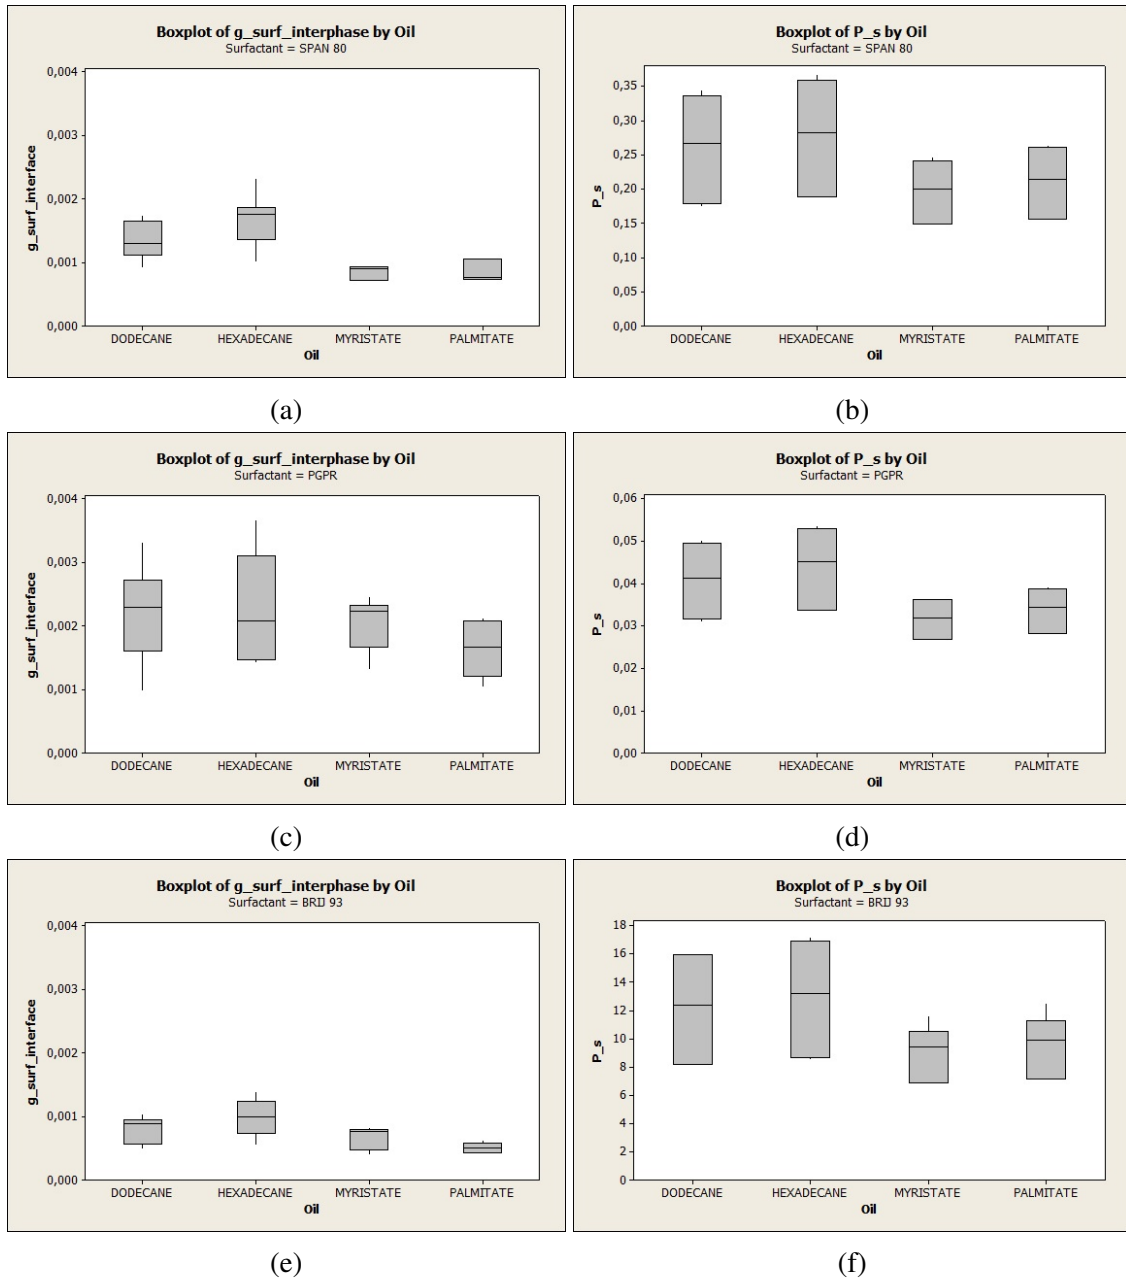 Boxplot of g_surf_interphase by Oil
Surfactant = SPAN 80
g_surf_interface
0,004
0,003
0,002
0,001
0,000
DODECANE HEXADECANE MYRISTATE PALMITATE
Oil
(a)
Boxplot of P_s by Oil
Surfactant = SPAN 80
P_s
0,35
0,30
0,25
0,20
0,15
0,10
0,05
0,00
DODECANE HEXADECANE MYRISTATE PALMITATE
Oil
(b)
Boxplot of g_surf_interphase by Oil
Surfactant = PGPR
g_surf_interface
0,004
0,003
0,002
0,001
0,000
DODECANE HEXADECANE MYRISTATE PALMITATE
Oil
(c)
Boxplot of P_s by Oil
Surfactant = PGPR
P_s
0,06
0,05
0,04
0,03
0,02
0,01
0,00
DODECANE HEXADECANE MYRISTATE PALMITATE
Oil
(d)
Boxplot of g_surf_interphase by Oil
Surfactant = BRIJ 93
g_surf_interface
0,004
0,003
0,002
0,001
0,000
DODECANE HEXADECANE MYRISTATE PALMITATE
Oil
(e)
Boxplot of P_s by Oil
Surfactant = BRIJ 93
P_s
18
16
14
12
10
8
6
4
2
0
DODECANE HEXADECANE MYRISTATE PALMITATE
Oil
(f)